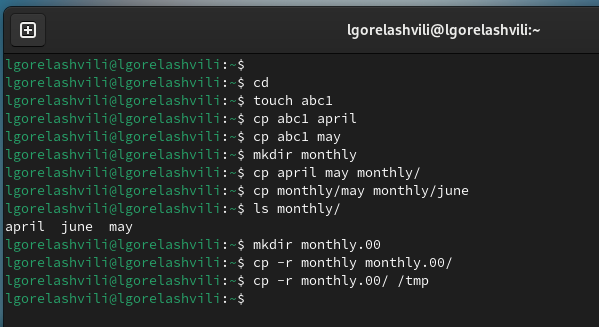 lgorelashvili@lgorelashvili:~
lgorelashvili@lgorelashvili:~$
lgorelashvili@lgorelashvili:~$ cd
lgorelashvili@lgorelashvili:~$ touch abc1
lgorelashvili@lgorelashvili:~$ cp abc1 april
lgorelashvili@lgorelashvili:~$ cp abc1 may
lgorelashvili@lgorelashvili:~$ mkdir monthly
lgorelashvili@lgorelashvili:~$ cp april may monthly/
lgorelashvili@lgorelashvili:~$ cp monthly/may monthly/june
lgorelashvili@lgorelashvili:~$ ls monthly/
april  june  may
lgorelashvili@lgorelashvili:~$ mkdir monthly.00
lgorelashvili@lgorelashvili:~$ cp -r monthly monthly.00/
lgorelashvili@lgorelashvili:~$ cp -r monthly.00/ /tmp
lgorelashvili@lgorelashvili:~$